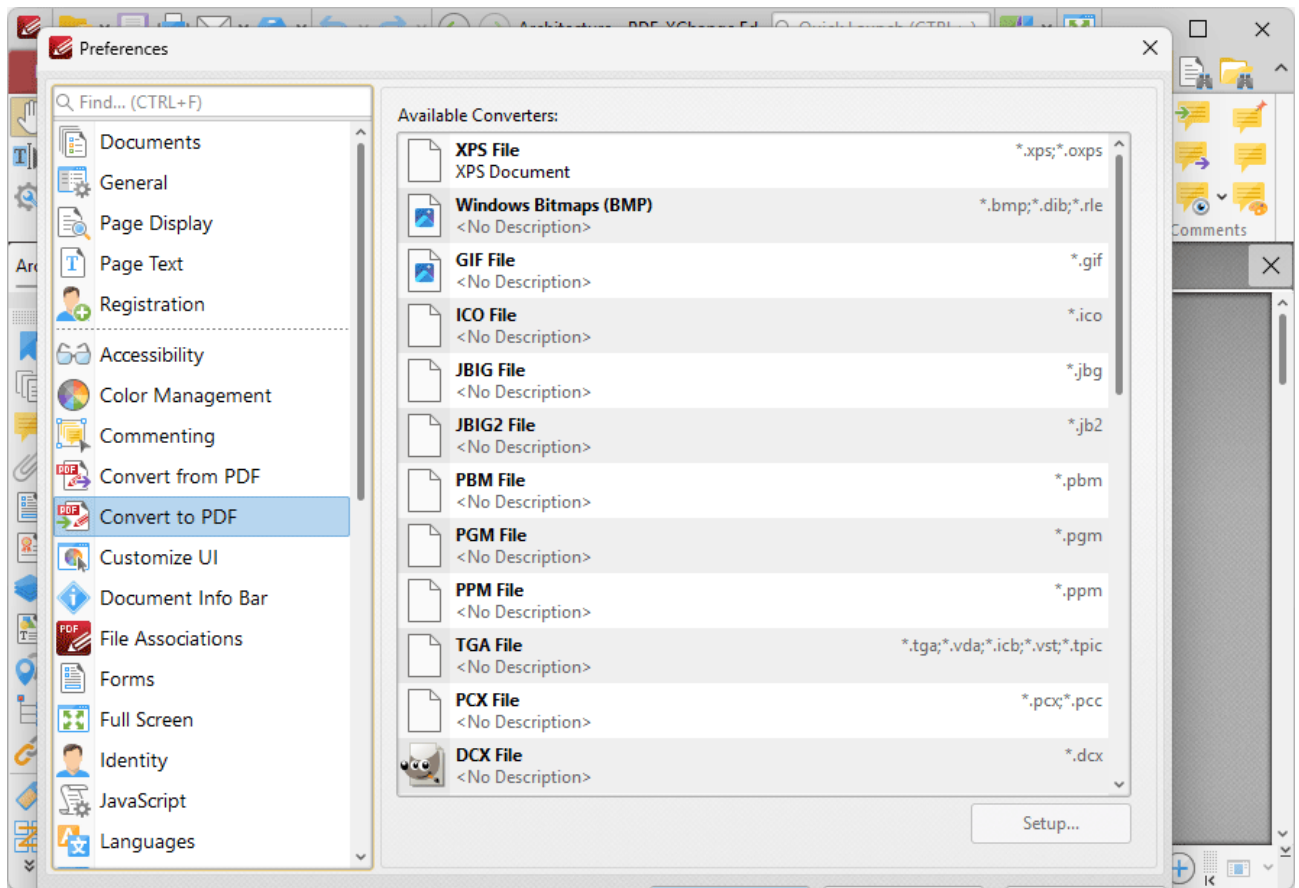 Preferences
Find... (CTRL+F)
Documents
General
Page Display
Page Text
Registration
Accessibility
Color Management
Commenting
Convert from PDF
Convert to PDF
Customize UI
Document Info Bar
File Associations
Forms
Full Screen
Identity
JavaScript
Languages
Available Converters:
XPS File *.xps;*.oxps
XPS Document
Windows Bitmaps (BMP) *.bmp;*.dib;*.rle
<No Description>
GIF File *.gif
<No Description>
ICO File *.ico
<No Description>
JBIG File *.jbg
<No Description>
JBIG2 File *.jb2
<No Description>
PBM File *.pbm
<No Description>
PGM File *.pgm
<No Description>
PPM File *.ppm
<No Description>
TGA File *.tga;*.vda;*.icb;*.vst;*.tpic
<No Description>
PCX File *.pcx;*.pcc
<No Description>
DCX File *.dcx
<No Description>
Setup...
Comments